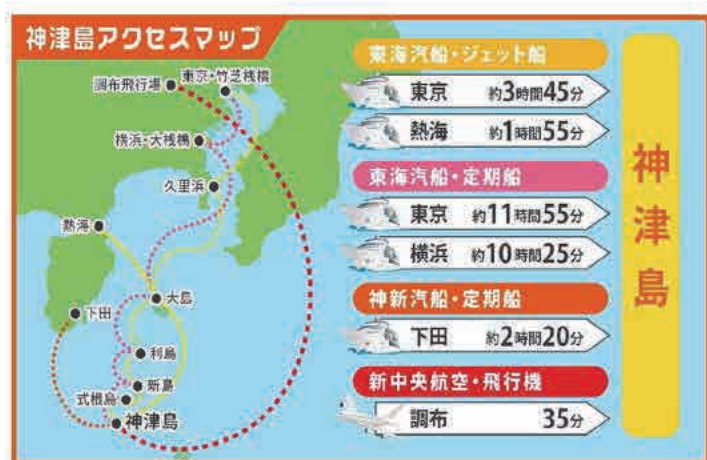 神津島アクセスマップ
調布飛行場
東京・竹芝桟橋
横浜・大桟橋
久里浜
熱海
大島
下田
利島
新島
式根島
神津島
東海汽船・ジェット船
東京 約3時間45分
熱海 約1時間55分
東海汽船・定期船
東京 約11時間55分
横浜 約10時間25分
神新汽船・定期船
下田 約2時間20分
新中央航空・飛行機
調布 35分
神津島